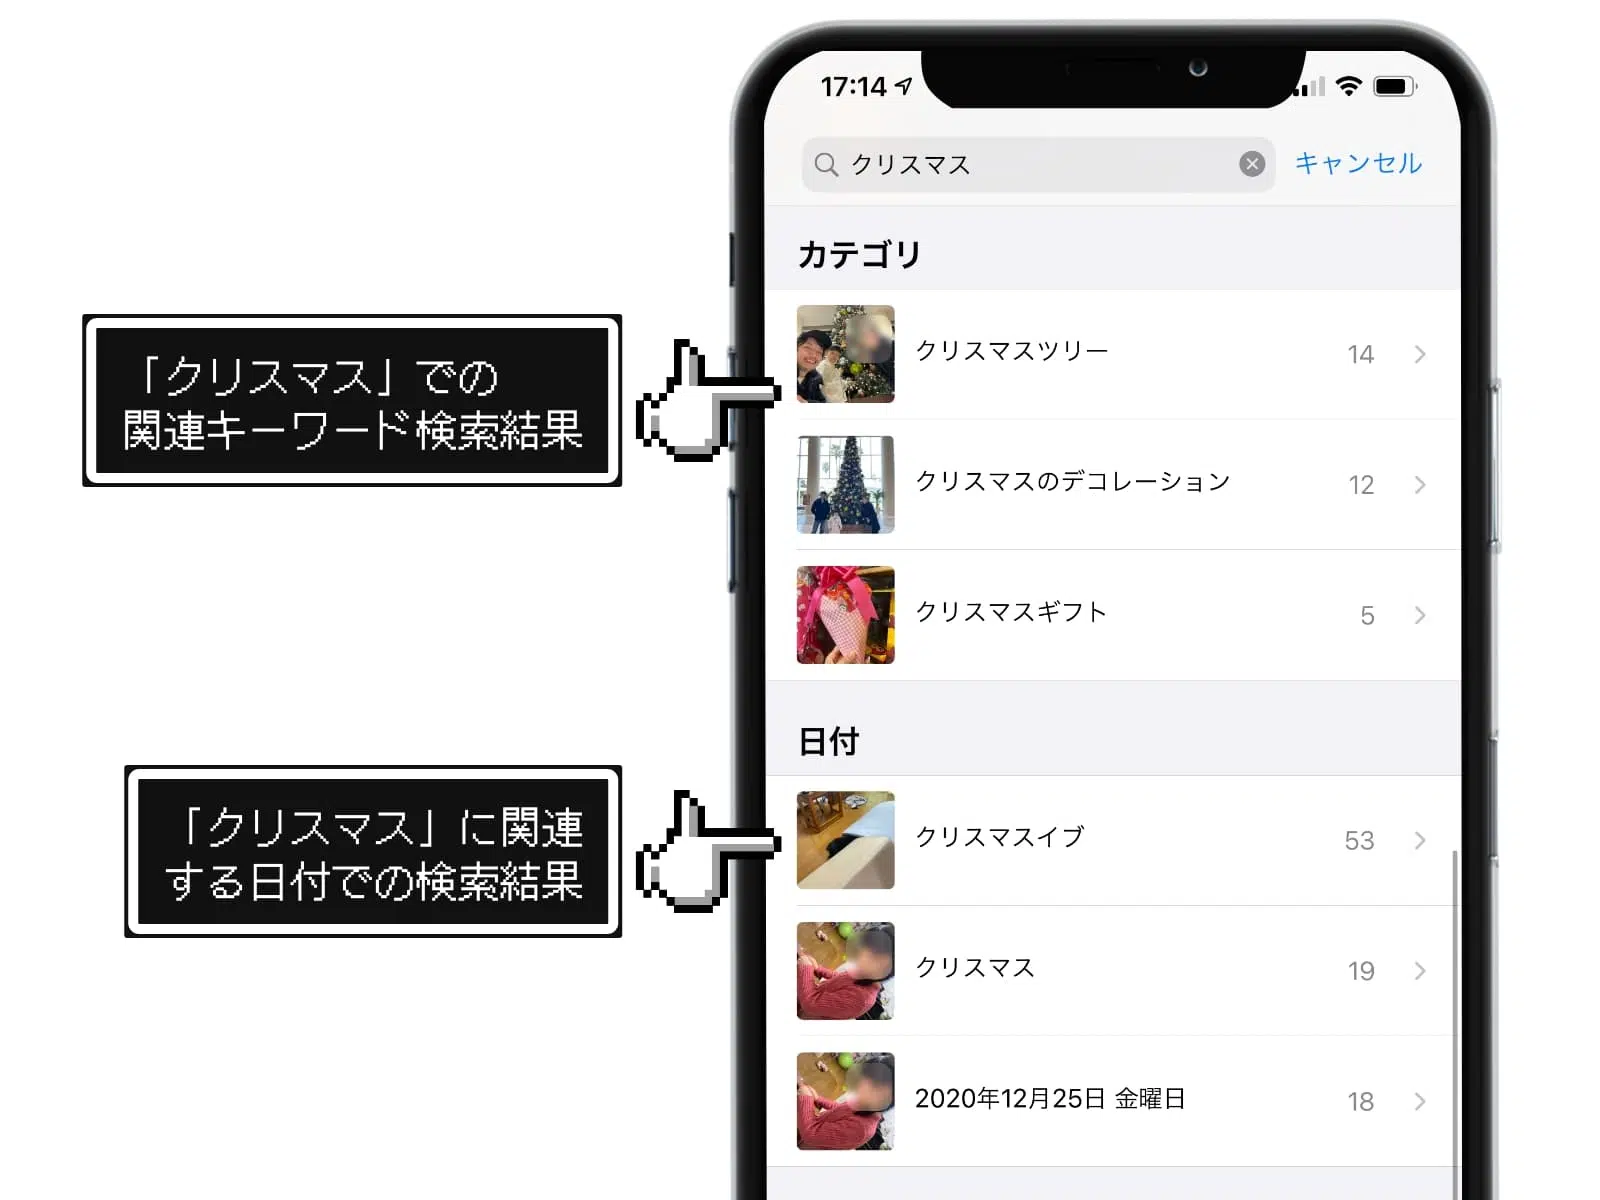 17:14
クリスマス
キャンセル
カテゴリ
クリスマスツリー 14
クリスマスのデコレーション 12
クリスマスギフト 5
日付
クリスマスイブ 53
クリスマス 19
2020年12月25日 金曜日 18
「クリスマス」での
関連キーワード検索結果
「クリスマス」に関連
する日付での検索結果